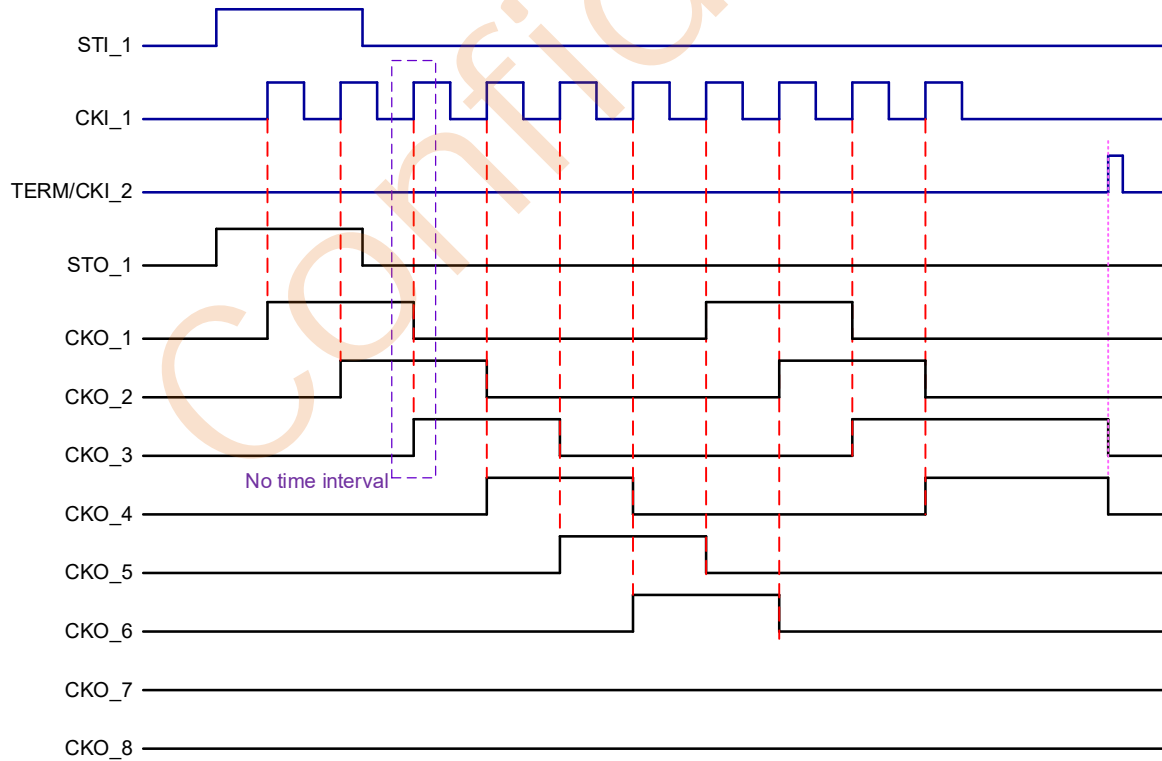 STI_1
CKI_1
TERM/CKI_2
STO_1
CKO_1
CKO_2
CKO_3
No time interval
CKO_4
CKO_5
CKO_6
CKO_7
CKO_8
Confid